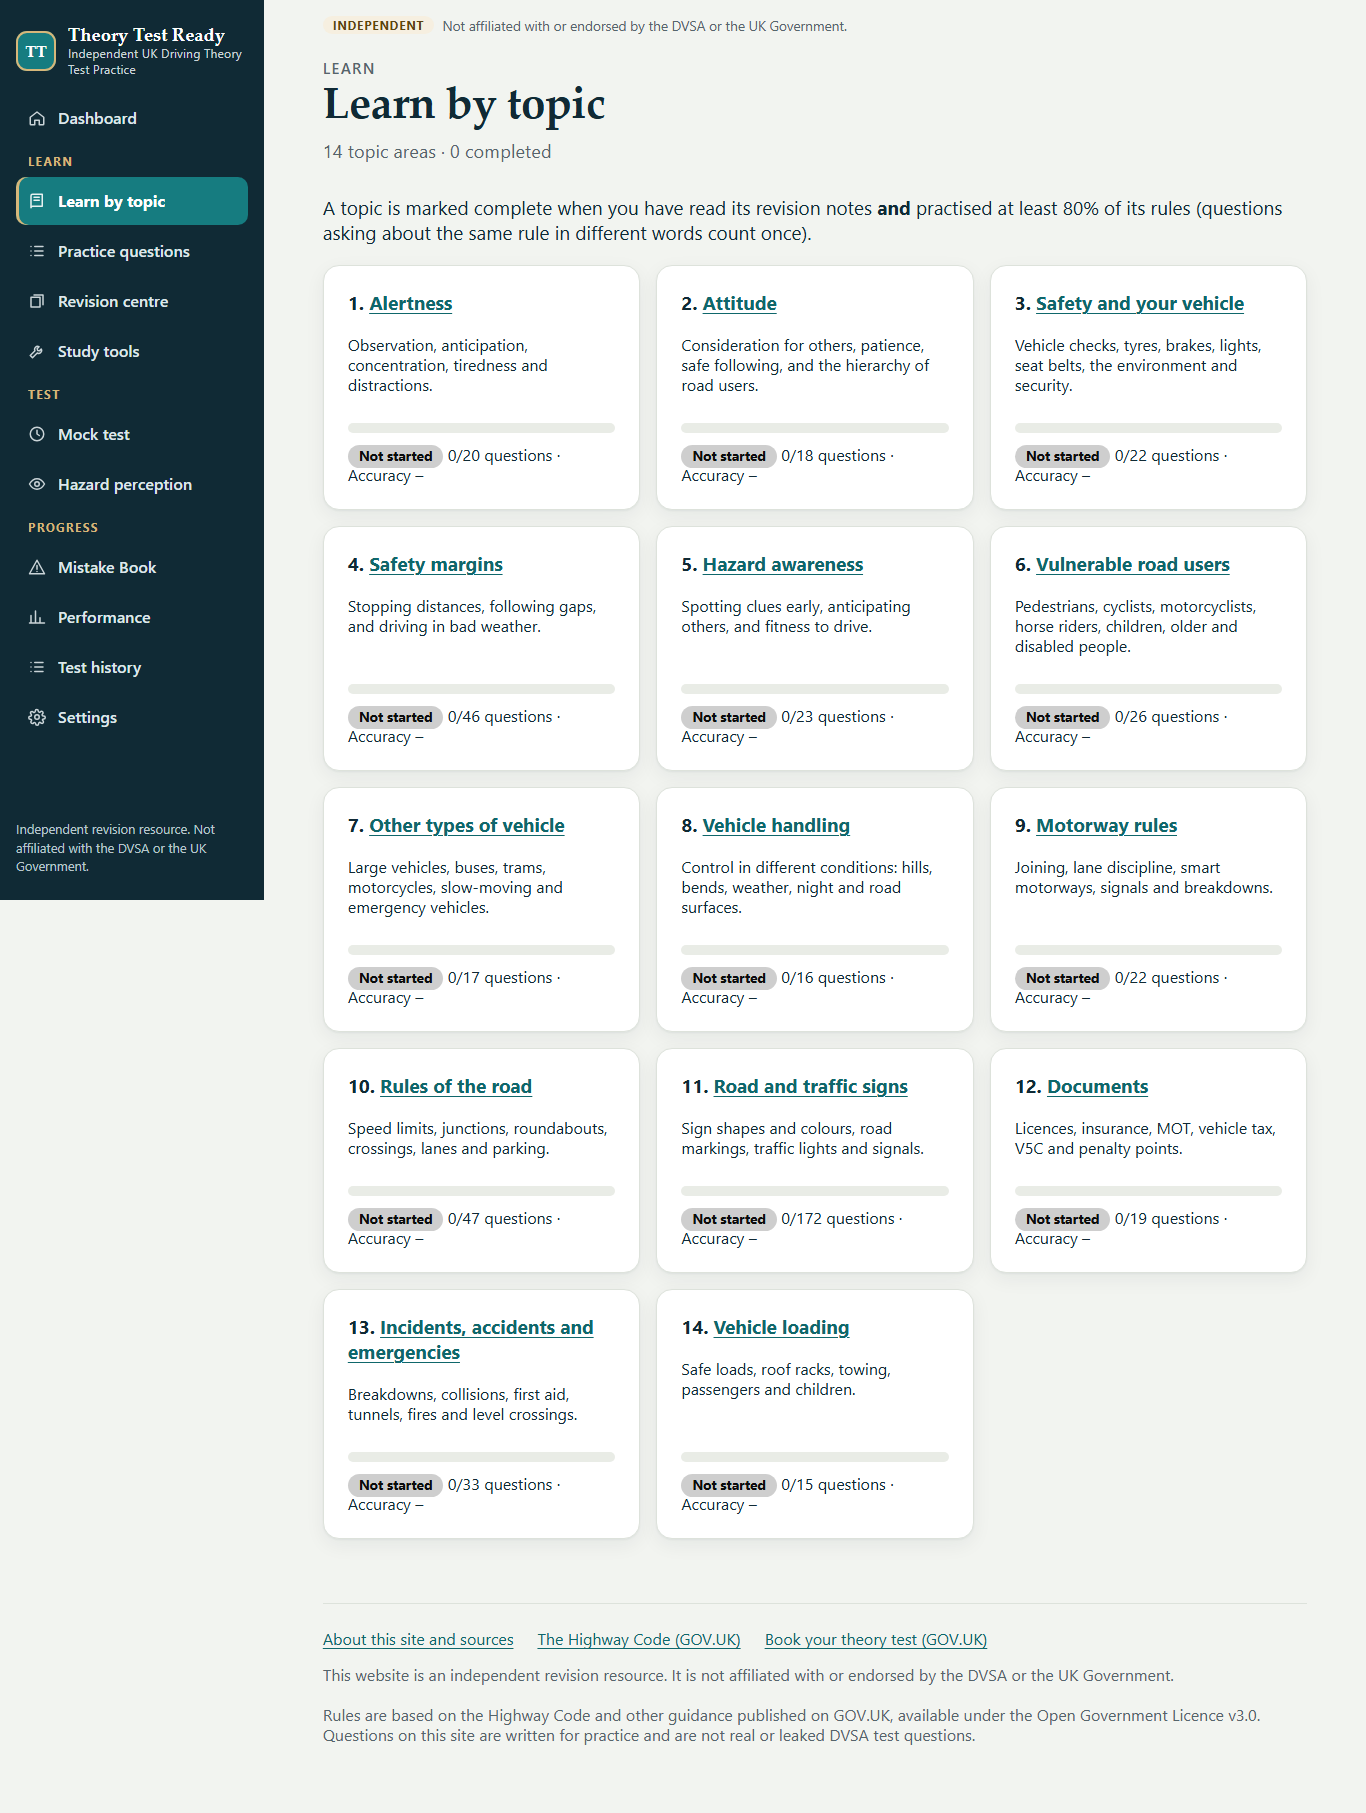 TT
Theory Test Ready
Independent UK Driving Theory
Test Practice
Dashboard
LEARN
Learn by topic
Practice questions
Revision centre
Study tools
TEST
Mock test
Hazard perception
PROGRESS
Mistake Book
Performance
Test history
Settings
Independent revision resource. Not
affiliated with the DVSA or the UK
Government.
INDEPENDENT Not affiliated with or endorsed by the DVSA or the UK Government.
LEARN
Learn by topic
14 topic areas · 0 completed
A topic is marked complete when you have read its revision notes and practised at least 80% of its rules (questions
asking about the same rule in different words count once).
1. Alertness
Observation, anticipation,
concentration, tiredness and
distractions.
Not started 0/20 questions ·
Accuracy –
2. Attitude
Consideration for others, patience,
safe following, and the hierarchy of
road users.
Not started 0/18 questions ·
Accuracy –
3. Safety and your vehicle
Vehicle checks, tyres, brakes, lights,
seat belts, the environment and
security.
Not started 0/22 questions ·
Accuracy –
4. Safety margins
Stopping distances, following gaps,
and driving in bad weather.
Not started 0/46 questions ·
Accuracy –
5. Hazard awareness
Spotting clues early, anticipating
others, and fitness to drive.
Not started 0/23 questions ·
Accuracy –
6. Vulnerable road users
Pedestrians, cyclists, motorcyclists,
horse riders, children, older and
disabled people.
Not started 0/26 questions ·
Accuracy –
7. Other types of vehicle
Large vehicles, buses, trams,
motorcycles, slow-moving and
emergency vehicles.
Not started 0/17 questions ·
Accuracy –
8. Vehicle handling
Control in different conditions: hills,
bends, weather, night and road
surfaces.
Not started 0/16 questions ·
Accuracy –
9. Motorway rules
Joining, lane discipline, smart
motorways, signals and breakdowns.
Not started 0/22 questions ·
Accuracy –
10. Rules of the road
Speed limits, junctions, roundabouts,
crossings, lanes and parking.
Not started 0/47 questions ·
Accuracy –
11. Road and traffic signs
Sign shapes and colours, road
markings, traffic lights and signals.
Not started 0/172 questions ·
Accuracy –
12. Documents
Licences, insurance, MOT, vehicle tax,
V5C and penalty points.
Not started 0/19 questions ·
Accuracy –
13. Incidents, accidents and
emergencies
Breakdowns, collisions, first aid,
tunnels, fires and level crossings.
Not started 0/33 questions ·
Accuracy –
14. Vehicle loading
Safe loads, roof racks, towing,
passengers and children.
Not started 0/15 questions ·
Accuracy –
About this site and sources The Highway Code (GOV.UK) Book your theory test (GOV.UK)
This website is an independent revision resource. It is not affiliated with or endorsed by the DVSA or the UK Government.
Rules are based on the Highway Code and other guidance published on GOV.UK, available under the Open Government Licence v3.0.
Questions on this site are written for practice and are not real or leaked DVSA test questions.